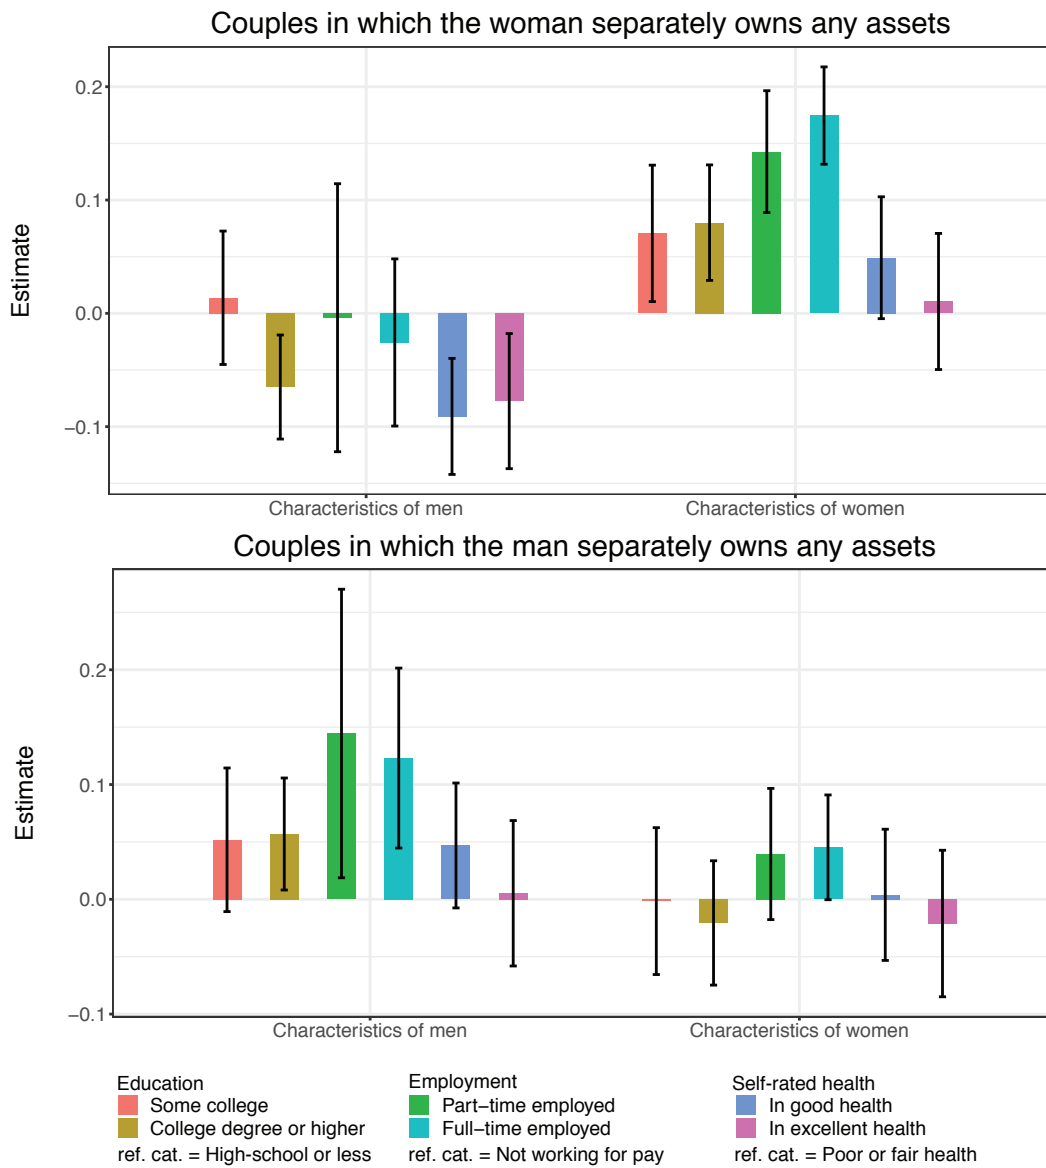 Couples in which the woman separately owns any assets
Estimate
0.2
0.1
0.0
−0.1
Characteristics of men
Characteristics of women
Couples in which the man separately owns any assets
Estimate
0.2
0.1
0.0
−0.1
Characteristics of men
Characteristics of women
Education
Some college
College degree or higher
ref. cat. = High-school or less
Employment
Part−time employed
Full−time employed
ref. cat. = Not working for pay
Self-rated health
In good health
In excellent health
ref. cat. = Poor or fair health